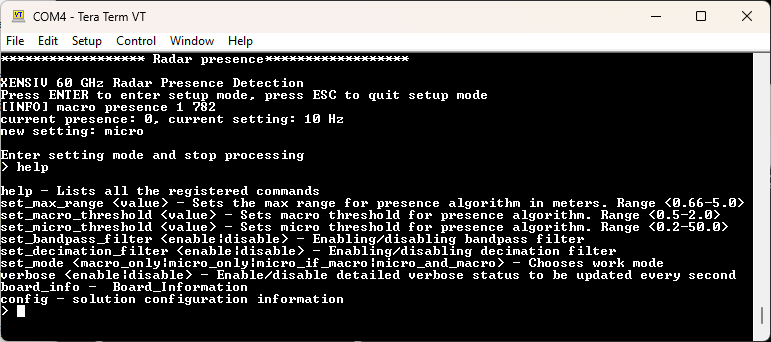 VT COM4 - Tera Term VT
File Edit Setup Control Window Help
****************** Radar presence******************
XENSIV 60 GHz Radar Presence Detection
Press ENTER to enter setup mode, press ESC to quit setup mode
[INFO] macro presence 1 782
current presence: 0, current setting: 10 Hz
new setting: micro
Enter setting mode and stop processing
> help
help - Lists all the registered commands
set_max_range <value> - Sets the max range for presence algorithm in meters. Range <0.66-5.0>
set_macro_threshold <value> - Sets macro threshold for presence algorithm. Range <0.5-2.0>
set_micro_threshold <value> - Sets micro threshold for presence algorithm. Range <0.2-50.0>
set_bandpass_filter <enable|disable> - Enabling/disabling bandpass filter
set_decimation_filter <enable|disable> - Enabling/disabling decimation filter
set_mode <macro_only|micro_only|micro_if_macro|micro_and_macro> - Chooses work mode
verbose <enable|disable> - Enable/disable detailed verbose status to be updated every second
board_info - Board_Information
config - solution configuration information
>